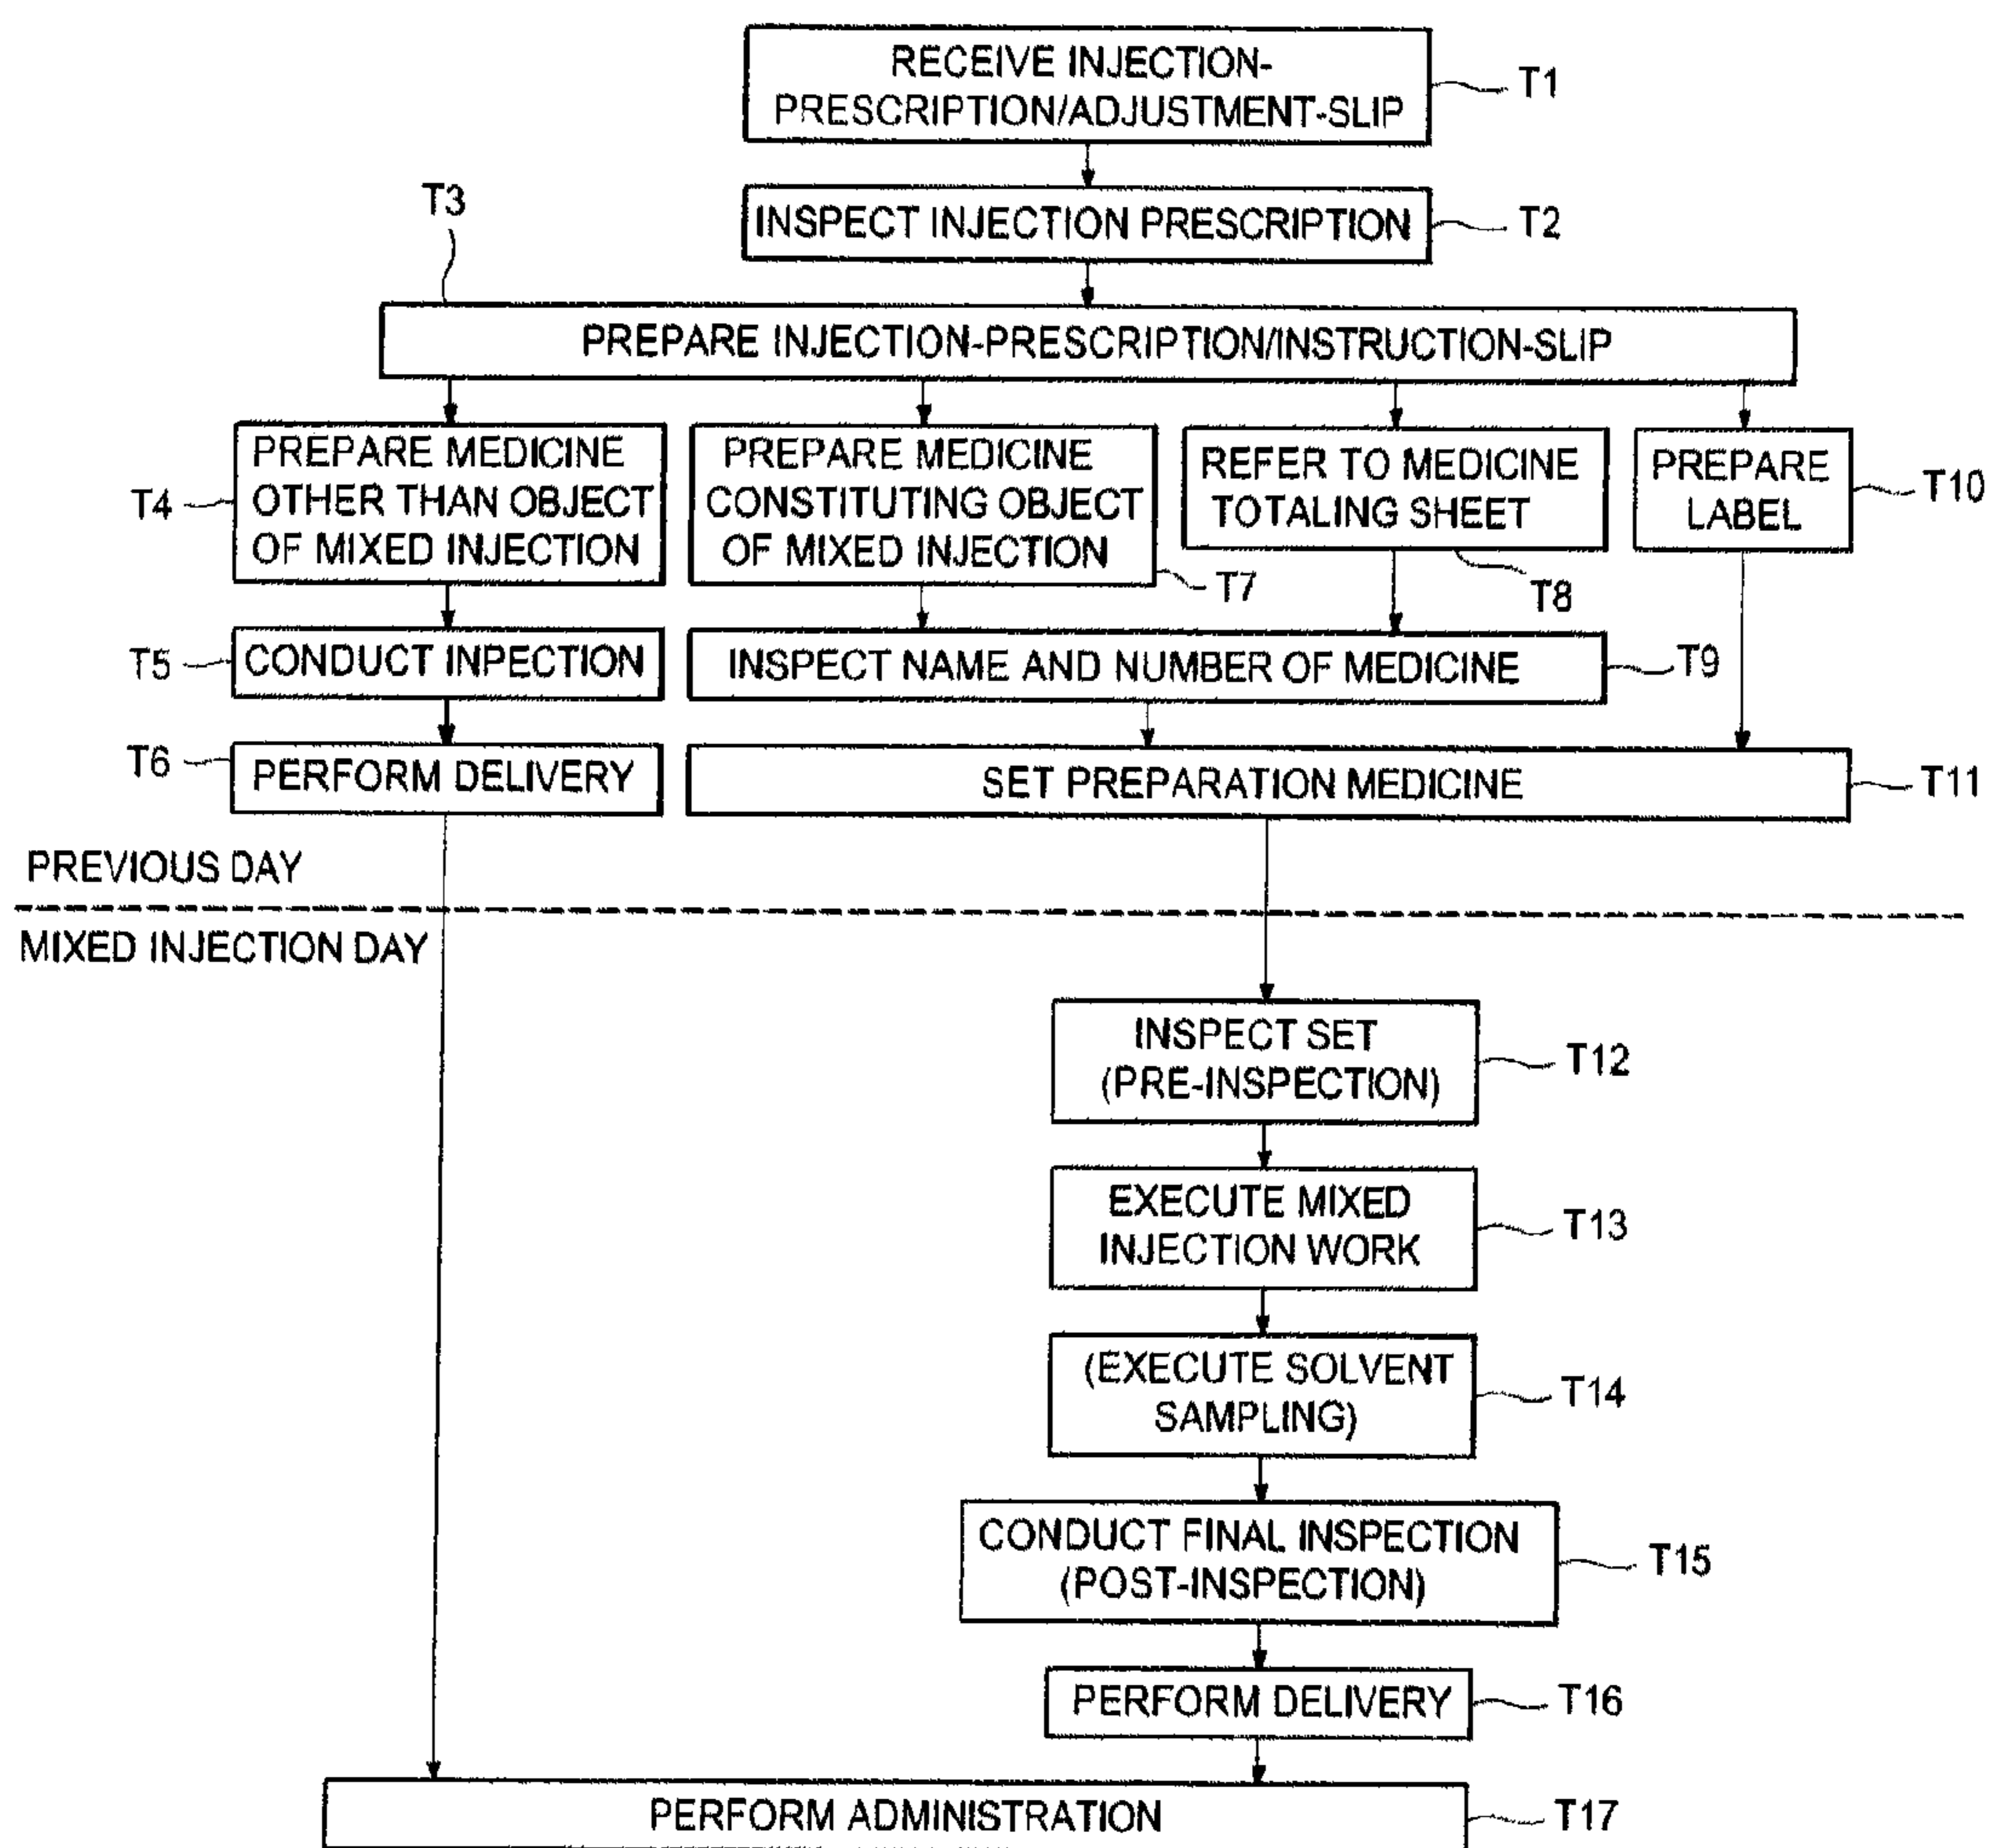 RECEIVE INJECTION-
PRESCRIPTION/ADJUSTMENT-SLIP
T1
INSPECT INJECTION PRESCRIPTION
T2
T3
PREPARE INJECTION-PRESCRIPTION/INSTRUCTION-SLIP
T4
PREPARE MEDICINE
OTHER THAN OBJECT
OF MIXED INJECTION
PREPARE MEDICINE
CONSTITUTING OBJECT
OF MIXED INJECTION
T7
REFER TO MEDICINE
TOTALING SHEET
T8
PREPARE
LABEL
T10
T5
CONDUCT INPECTION
INSPECT NAME AND NUMBER OF MEDICINE
T9
T6
PERFORM DELIVERY
SET PREPARATION MEDICINE
T11
PREVIOUS DAY
MIXED INJECTION DAY
INSPECT SET
(PRE-INSPECTION)
T12
EXECUTE MIXED
INJECTION WORK
T13
(EXECUTE SOLVENT
SAMPLING)
T14
CONDUCT FINAL INSPECTION
(POST-INSPECTION)
T15
PERFORM DELIVERY
T16
PERFORM ADMINISTRATION
T17